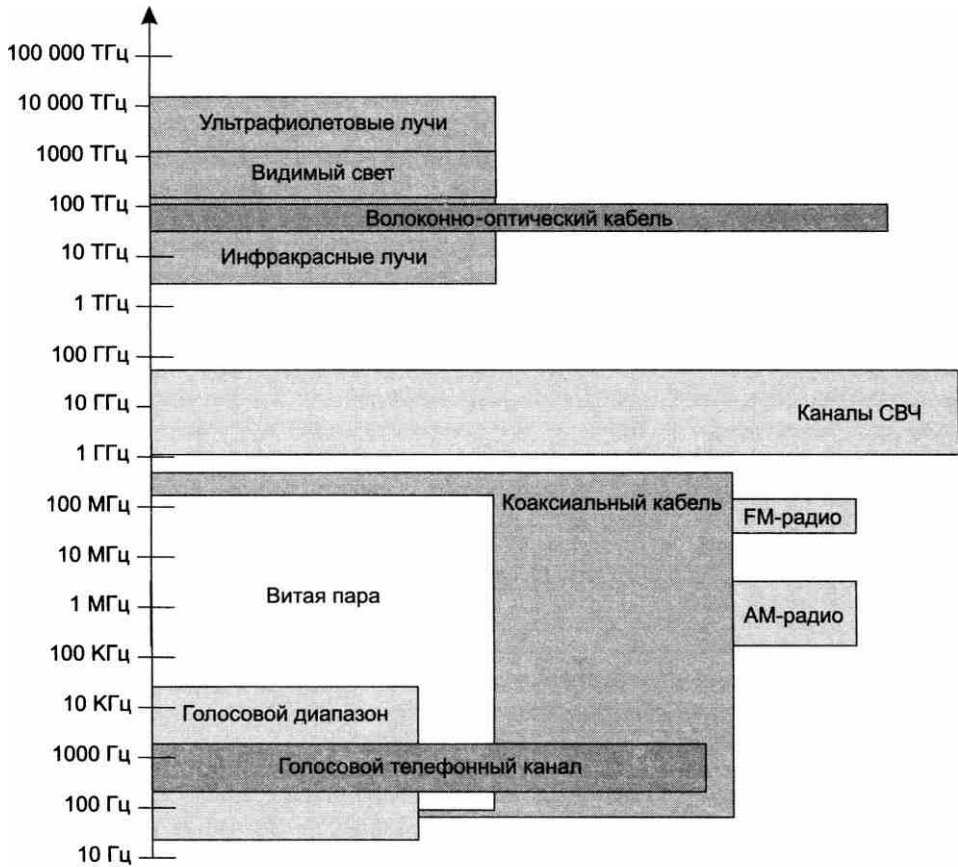 100 000 ТГц
10 000 ТГц
Ультрафиолетовые лучи
1000 ТГц
Видимый свет
100 ТГц
Волоконно-оптический кабель
10 ТГц
Инфракрасные лучи
1 ТГц
100 ГГц
10 ГГц
Каналы СВЧ
1 ГГц
100 МГц
Коаксиальный кабель
FM-радио
10 МГц
1 МГц
Витая пара
АМ-радио
100 КГц
10 КГц
Голосовой диапазон
1000 Гц
Голосовой телефонный канал
100 Гц
10 Гц